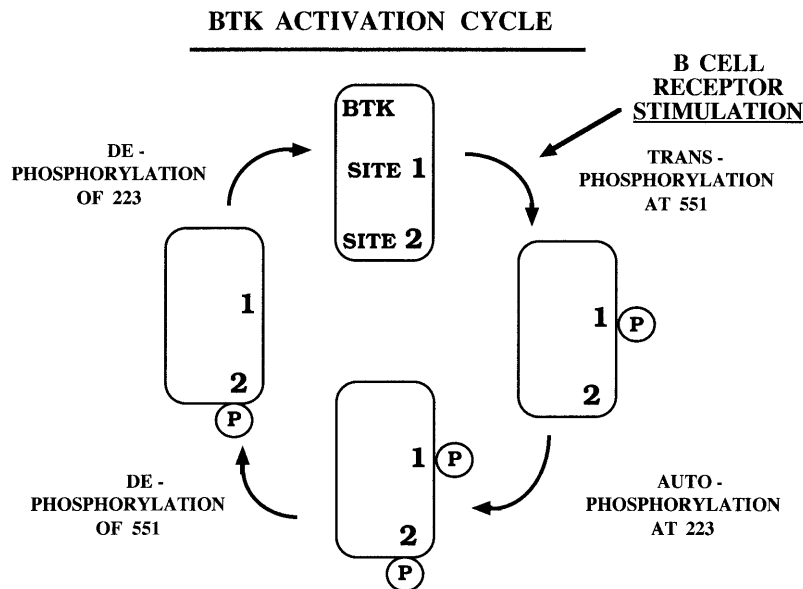 BTK ACTIVATION CYCLE
B CELL
RECEPTOR
STIMULATION
BTK
SITE 1
SITE 2
DE -
PHOSPHORYLATION
OF 223
TRANS -
PHOSPHORYLATION
AT 551
1
2
P
1
P
2
1
P
2
P
DE -
PHOSPHORYLATION
OF 551
AUTO -
PHOSPHORYLATION
AT 223